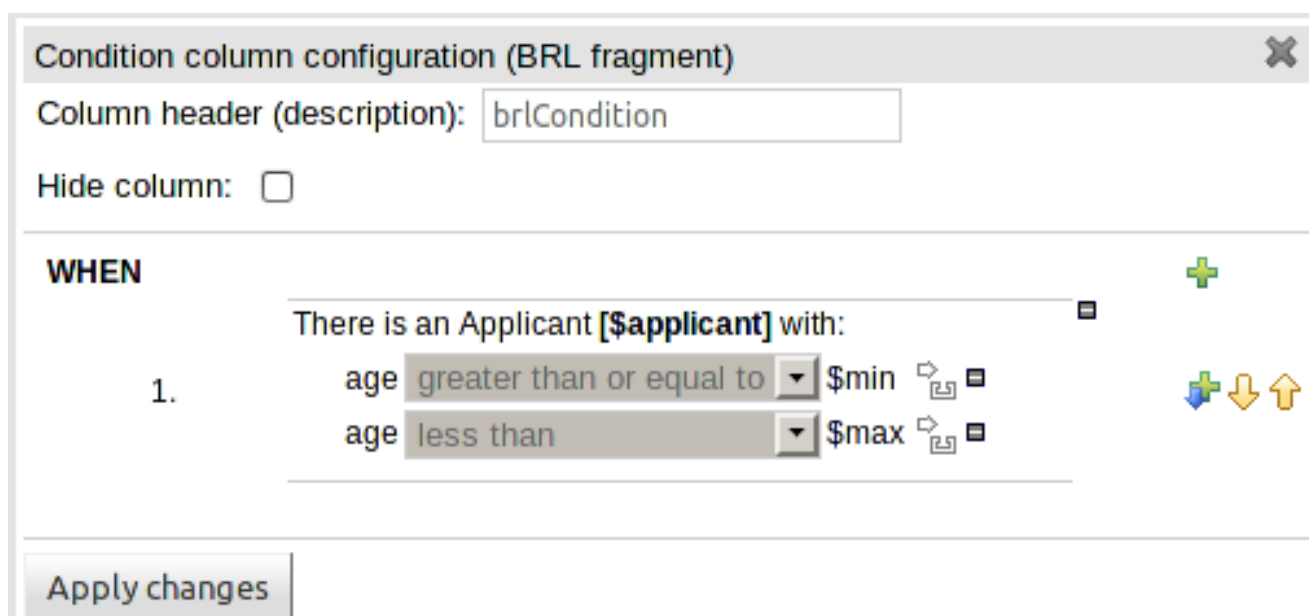 Condition column configuration (BRL fragment)
Column header (description): brlCondition
Hide column:
WHEN
There is an Applicant [$applicant] with:
1. age greater than or equal to $min
age less than $max
Apply changes